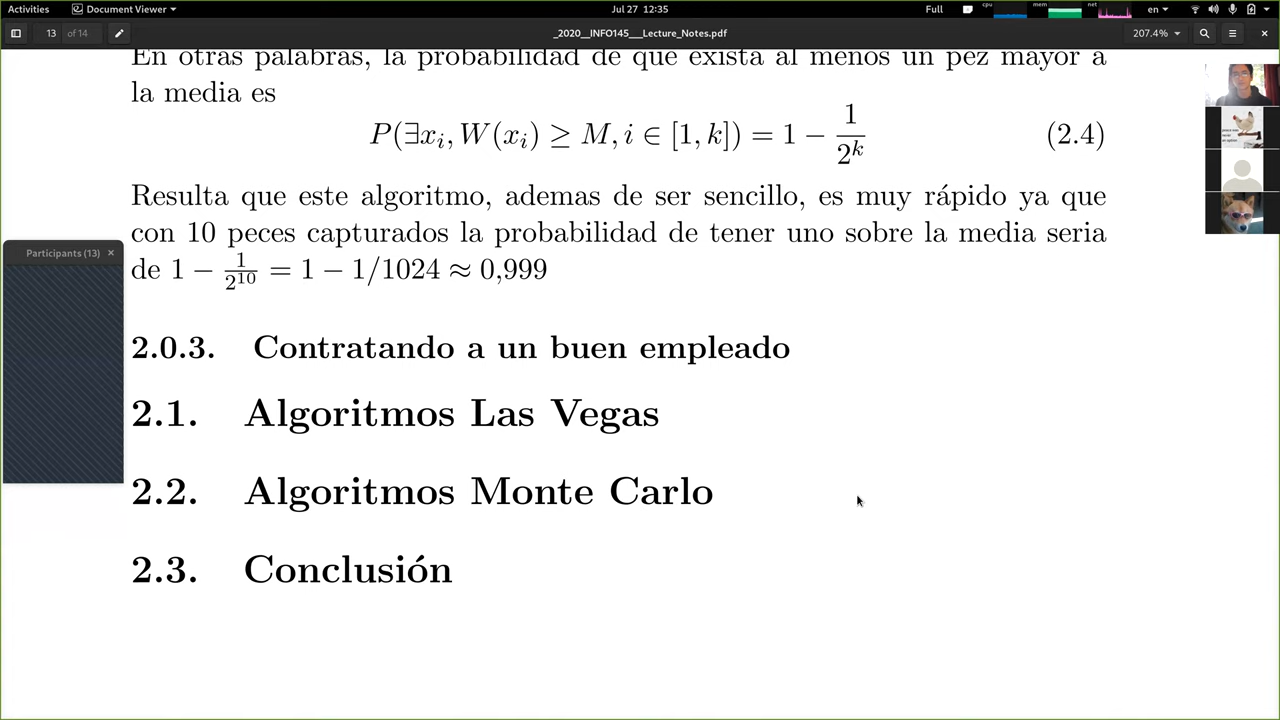 Activities Document Viewer Jul 27 12:35 Full cpu mem net en
13 of 14 _2020__INFO145___Lecture_Notes.pdf 207.4%
En otras palabras, la probabilidad de que exista al menos un pez mayor a
la media es
P(∃x_i, W(x_i) ≥ M, i ∈ [1, k]) = 1 − 1/2^k (2.4)
Resulta que este algoritmo, ademas de ser sencillo, es muy rápido ya que
con 10 peces capturados la probabilidad de tener uno sobre la media seria
de 1 − 1/2^10 = 1 − 1/1024 ≈ 0,999
Participants (13)
2.0.3. Contratando a un buen empleado
2.1. Algoritmos Las Vegas
2.2. Algoritmos Monte Carlo
2.3. Conclusión